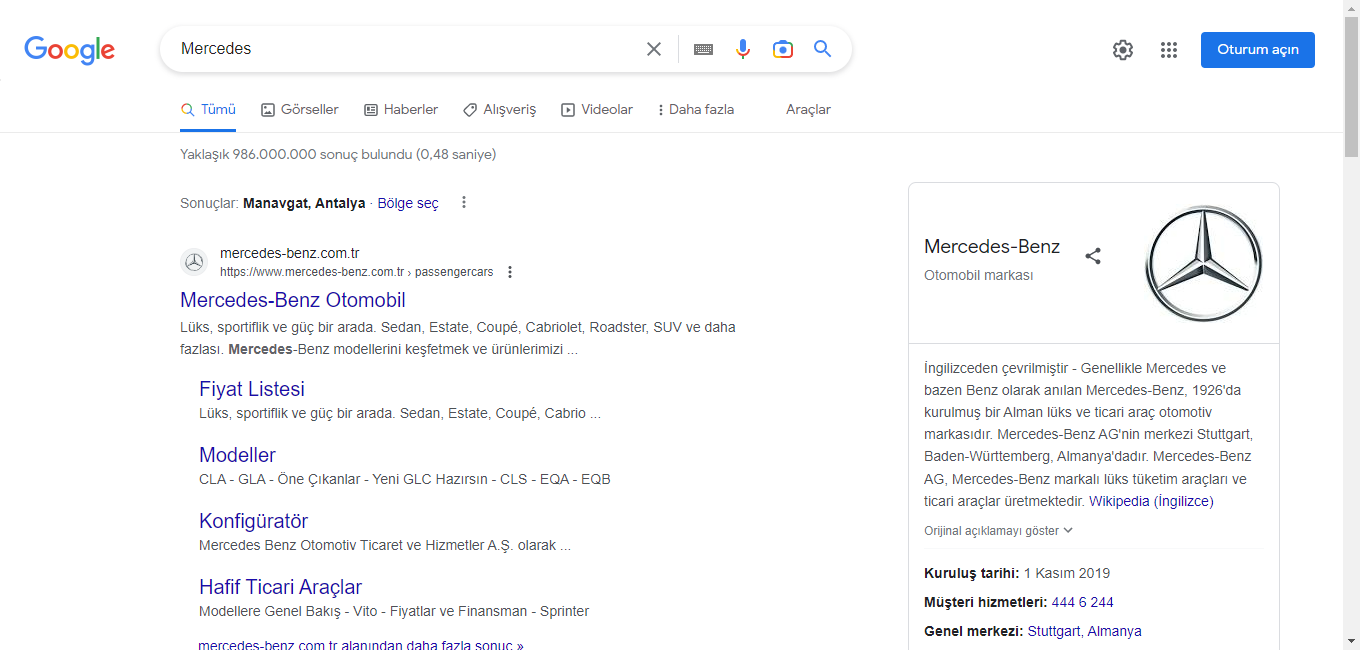 Google
Mercedes
Oturum açın
Tümü
Görseller
Haberler
Alışveriş
Videolar
Daha fazla
Araçlar
Yaklaşık 986.000.000 sonuç bulundu (0,48 saniye)
Sonuçlar: Manavgat, Antalya · Bölge seç
mercedes-benz.com.tr
https://www.mercedes-benz.com.tr › passengercars
Mercedes-Benz Otomobil
Lüks, sportiflik ve güç bir arada. Sedan, Estate, Coupé, Cabriolet, Roadster, SUV ve daha
fazlası. Mercedes-Benz modellerini keşfetmek ve ürünlerimizi ...
Fiyat Listesi
Lüks, sportiflik ve güç bir arada. Sedan, Estate, Coupé, Cabrio ...
Modeller
CLA - GLA - Öne Çıkanlar - Yeni GLC Hazırsın - CLS - EQA - EQB
Konfigüratör
Mercedes Benz Otomotiv Ticaret ve Hizmetler A.Ş. olarak ...
Hafif Ticari Araçlar
Modellere Genel Bakış - Vito - Fiyatlar ve Finansman - Sprinter
mercedes-benz.com.tr alanından daha fazla sonuç »
Mercedes-Benz
Otomobil markası
İngilizceden çevrilmiştir - Genellikle Mercedes ve
bazen Benz olarak anılan Mercedes-Benz, 1926'da
kurulmuş bir Alman lüks ve ticari araç otomotiv
markasıdır. Mercedes-Benz AG'nin merkezi Stuttgart,
Baden-Württemberg, Almanya'dadır. Mercedes-Benz
AG, Mercedes-Benz markalı lüks tüketim araçları ve
ticari araçlar üretmektedir. Wikipedia (İngilizce)
Orijinal açıklamayı göster
Kuruluş tarihi: 1 Kasım 2019
Müşteri hizmetleri: 444 6 244
Genel merkezi: Stuttgart, Almanya